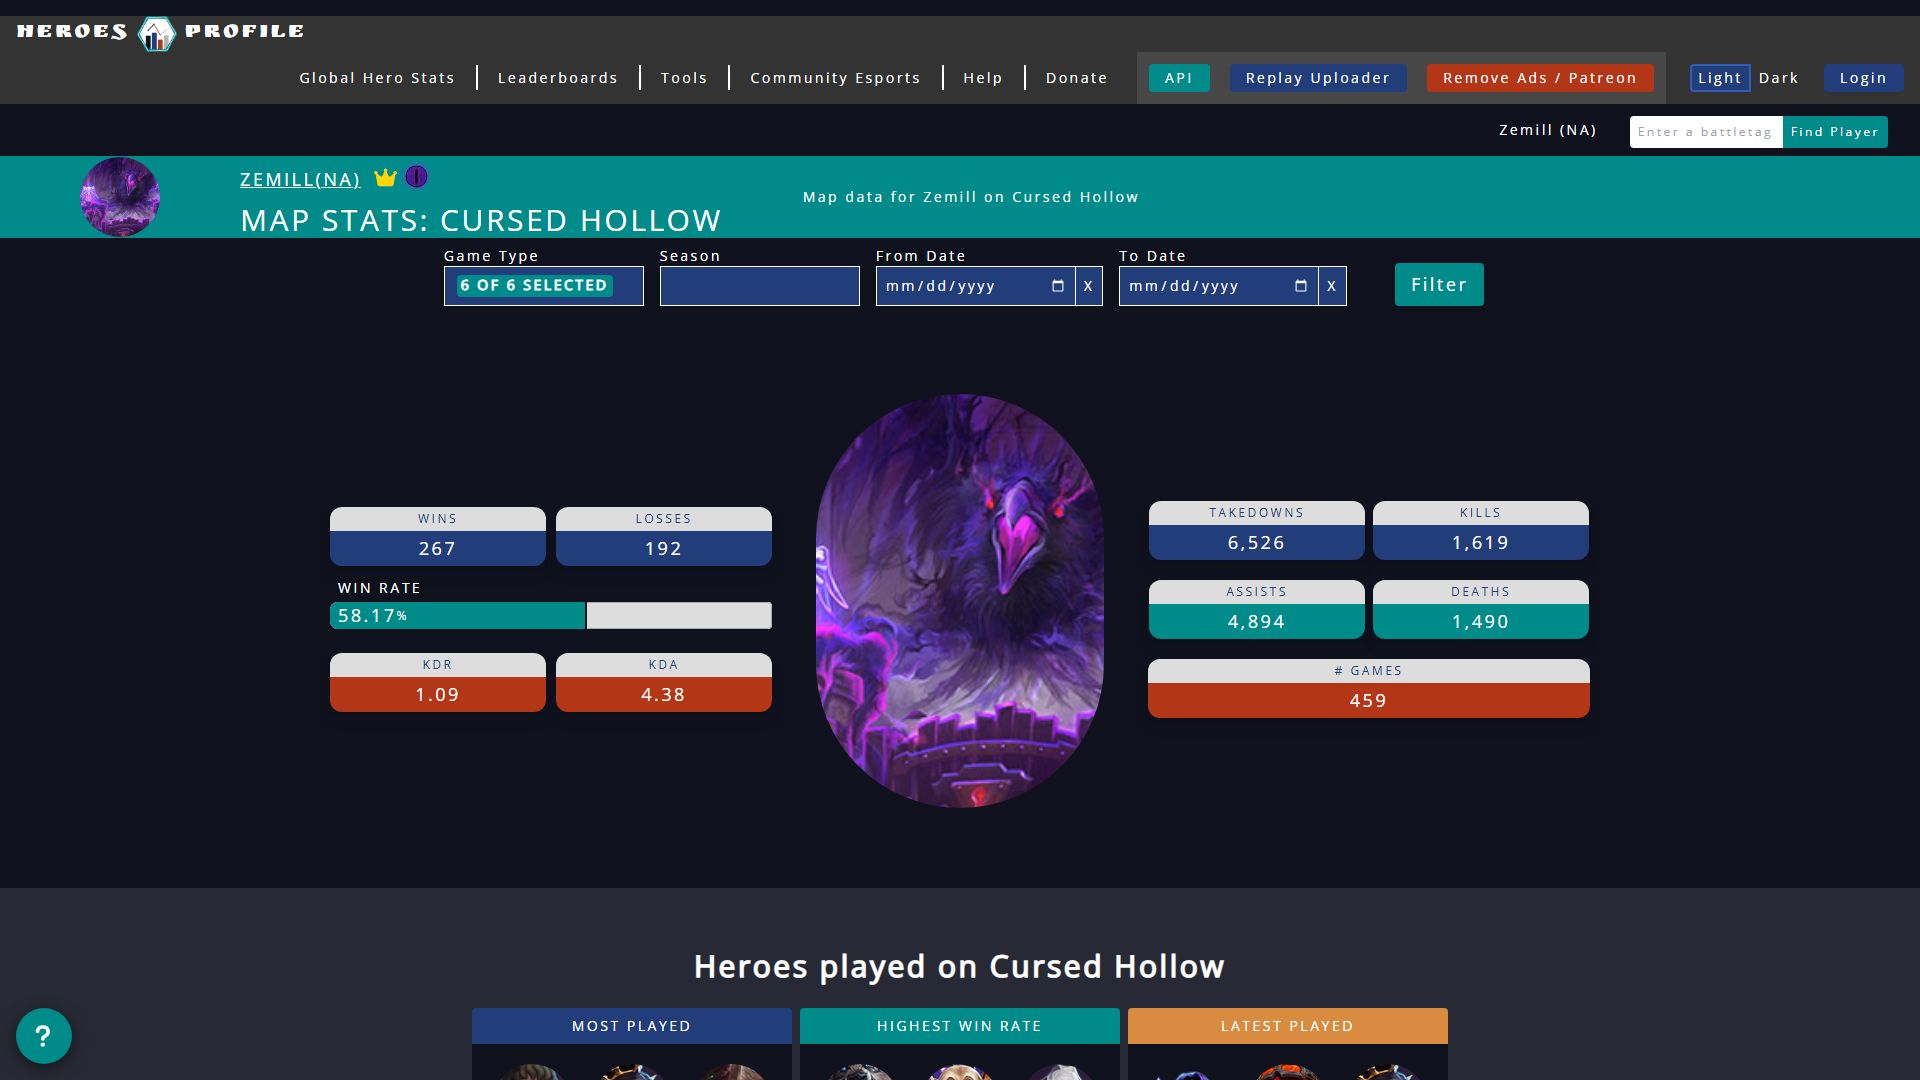 HEROES PROFILE
Global Hero Stats
Leaderboards
Tools
Community Esports
Help
Donate
API
Replay Uploader
Remove Ads / Patreon
Light
Dark
Login
Zemill (NA)
Enter a battletag
Find Player
ZEMILL(NA)
MAP STATS: CURSED HOLLOW
Map data for Zemill on Cursed Hollow
Game Type
Season
From Date
To Date
6 OF 6 SELECTED
mm/dd/yyyy
X
mm/dd/yyyy
X
Filter
WINS
267
LOSSES
192
WIN RATE
58.17%
KDR
1.09
KDA
4.38
TAKEDOWNS
6,526
KILLS
1,619
ASSISTS
4,894
DEATHS
1,490
# GAMES
459
Heroes played on Cursed Hollow
MOST PLAYED
HIGHEST WIN RATE
LATEST PLAYED
?